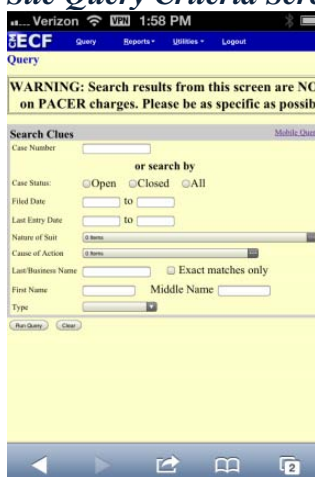 Site Query Criteria Scre
Verizon VPN 1:58 PM
ECF Query Reports Utilities Logout
Query
WARNING: Search results from this screen are NO
on PACER charges. Please be as specific as possib
Search Clues Mobile Quer
Case Number
or search by
Case Status: Open Closed All
Filed Date to
Last Entry Date to
Nature of Suit 0 Items
Cause of Action 0 Items
Last/Business Name Exact matches only
First Name Middle Name
Type
Run Query Clear
2